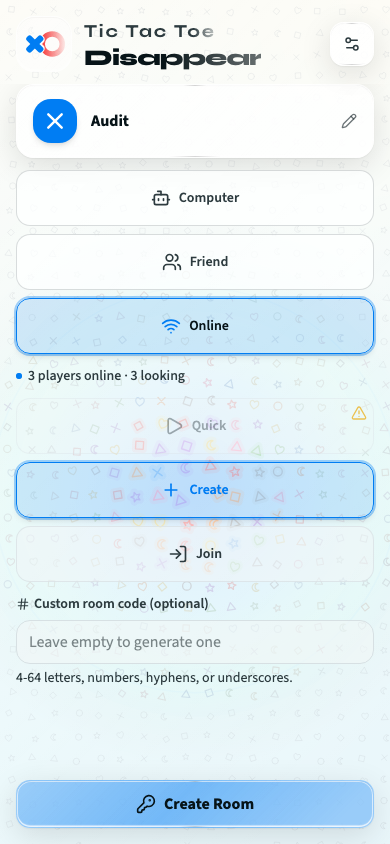 Tic Tac Toe
Disappear
Audit
Computer
Friend
Online
3 players online · 3 looking
Quick
Create
Join
# Custom room code (optional)
Leave empty to generate one
4-64 letters, numbers, hyphens, or underscores.
Create Room